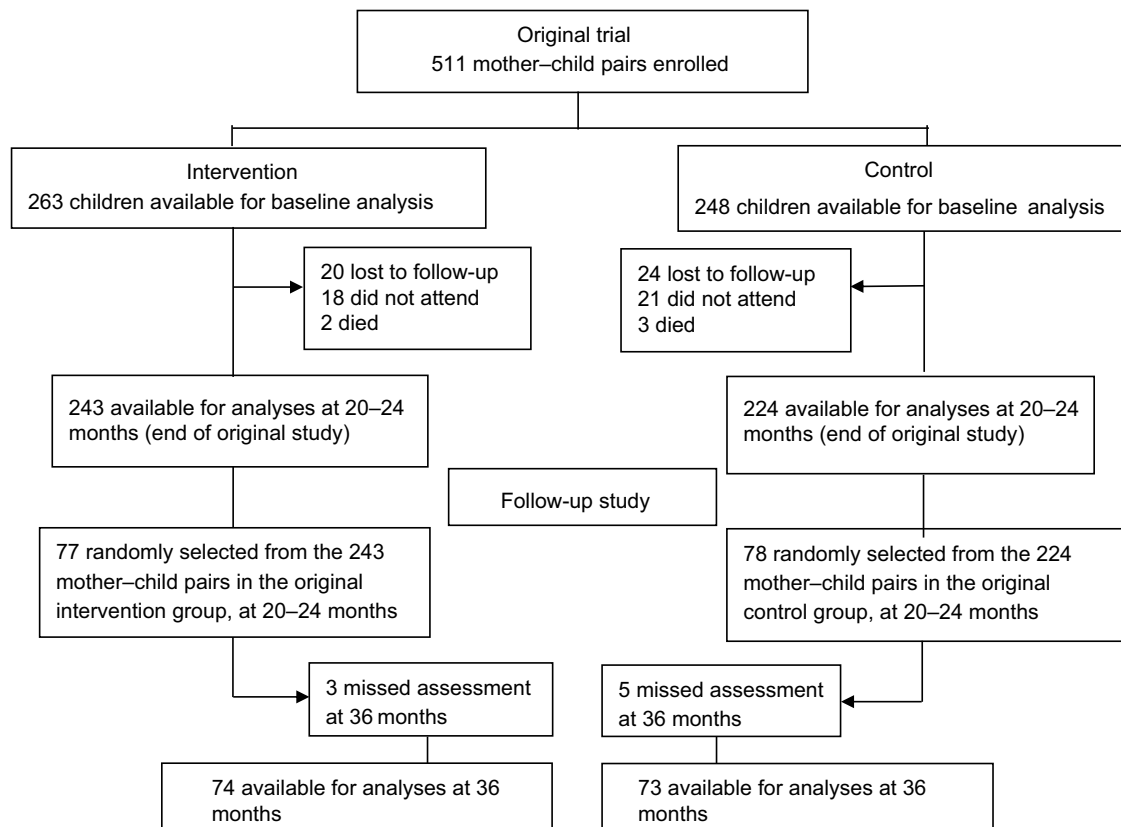 Original trial
511 mother–child pairs enrolled
Intervention
263 children available for baseline analysis
Control
248 children available for baseline analysis
20 lost to follow-up
18 did not attend
2 died
24 lost to follow-up
21 did not attend
3 died
243 available for analyses at 20–24
months (end of original study)
224 available for analyses at 20–24
months (end of original study)
Follow-up study
77 randomly selected from the 243
mother–child pairs in the original
intervention group, at 20–24 months
78 randomly selected from the 224
mother–child pairs in the original
control group, at 20–24 months
3 missed assessment
at 36 months
5 missed assessment
at 36 months
74 available for analyses at 36
months
73 available for analyses at 36
months